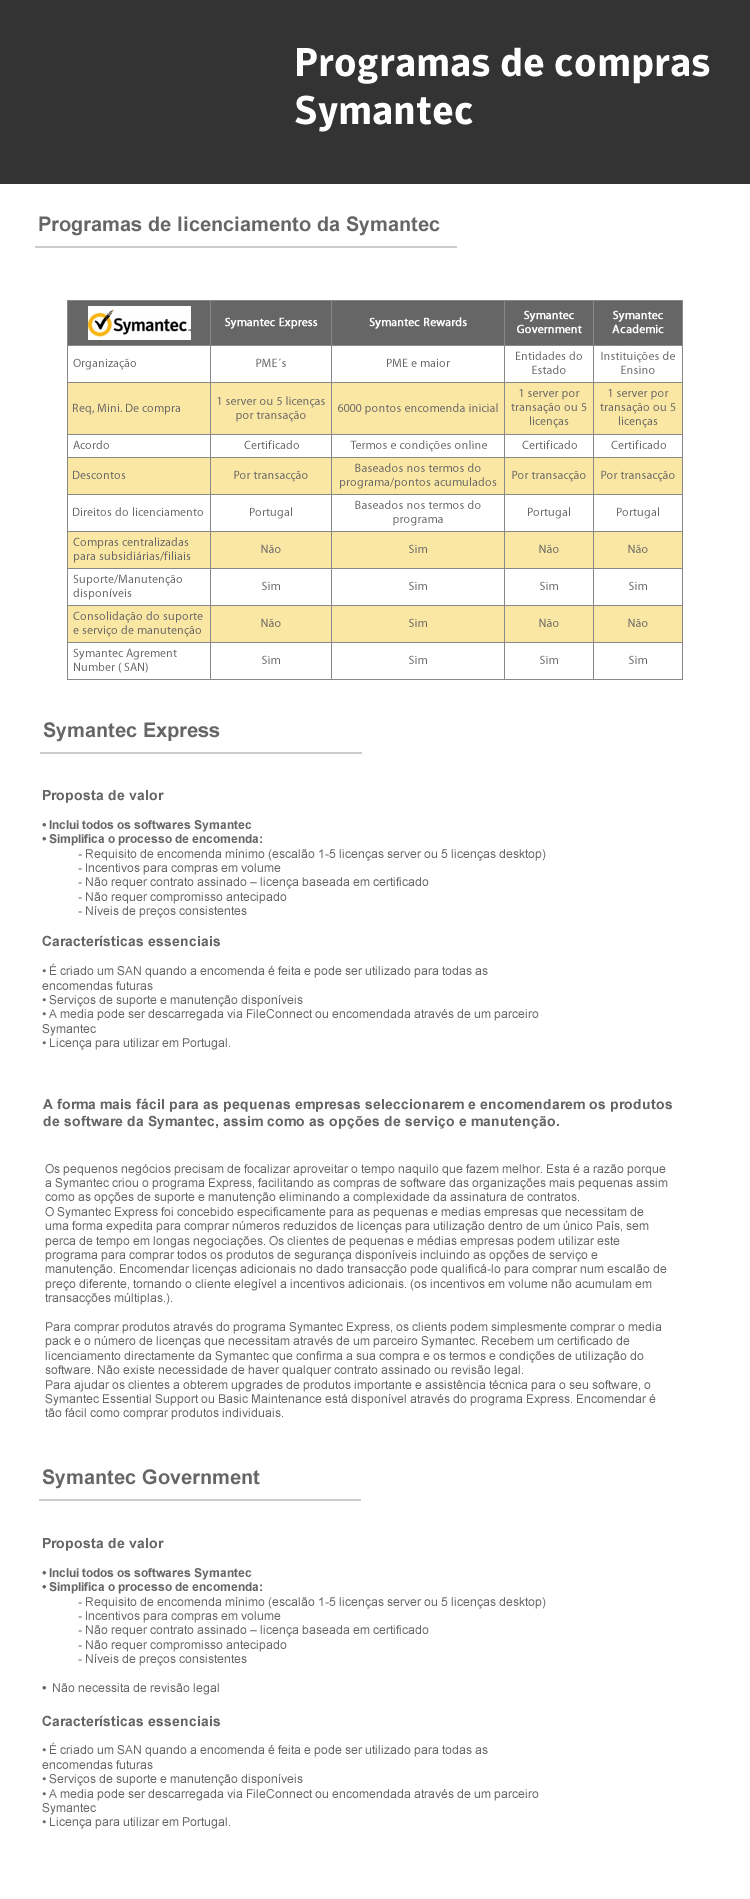 Programas de compras
Symantec
Programas de licenciamento da Symantec
Symantec. Symantec Express Symantec Rewards Symantec Government Symantec Academic
Organização PME´s PME e maior Entidades do Estado Instituições de Ensino
Req, Mini. De compra 1 server ou 5 licenças por transação 6000 pontos encomenda inicial 1 server por transação ou 5 licenças 1 server por transação ou 5 licenças
Acordo Certificado Termos e condições online Certificado Certificado
Descontos Por transacção Baseados nos termos do programa/pontos acumulados Por transacção Por transacção
Direitos do licenciamento Portugal Baseados nos termos do programa Portugal Portugal
Compras centralizadas para subsidiárias/filiais Não Sim Não Não
Suporte/Manutenção disponíveis Sim Sim Sim Sim
Consolidação do suporte e serviço de manutenção Não Sim Não Não
Symantec Agrement Number ( SAN) Sim Sim Sim Sim
Symantec Express
Proposta de valor
• Inclui todos os softwares Symantec
• Simplifica o processo de encomenda:
- Requisito de encomenda mínimo (escalão 1-5 licenças server ou 5 licenças desktop)
- Incentivos para compras em volume
- Não requer contrato assinado – licença baseada em certificado
- Não requer compromisso antecipado
- Níveis de preços consistentes
Características essenciais
• É criado um SAN quando a encomenda é feita e pode ser utilizado para todas as
encomendas futuras
• Serviços de suporte e manutenção disponíveis
• A media pode ser descarregada via FileConnect ou encomendada através de um parceiro
Symantec
• Licença para utilizar em Portugal.
A forma mais fácil para as pequenas empresas seleccionarem e encomendarem os produtos
de software da Symantec, assim como as opções de serviço e manutenção.
Os pequenos negócios precisam de focalizar aproveitar o tempo naquilo que fazem melhor. Esta é a razão porque
a Symantec criou o programa Express, facilitando as compras de software das organizações mais pequenas assim
como as opções de suporte e manutenção eliminando a complexidade da assinatura de contratos.
O Symantec Express foi concebido especificamente para as pequenas e medias empresas que necessitam de
uma forma expedita para comprar números reduzidos de licenças para utilização dentro de um único País, sem
perca de tempo em longas negociações. Os clientes de pequenas e médias empresas podem utilizar este
programa para comprar todos os produtos de segurança disponíveis incluindo as opções de serviço e
manutenção. Encomendar licenças adicionais no dado transacção pode qualificá-lo para comprar num escalão de
preço diferente, tornando o cliente elegível a incentivos adicionais. (os incentivos em volume não acumulam em
transacções múltiplas.).
Para comprar produtos através do programa Symantec Express, os clients podem simplesmente comprar o media
pack e o número de licenças que necessitam através de um parceiro Symantec. Recebem um certificado de
licenciamento directamente da Symantec que confirma a sua compra e os termos e condições de utilização do
software. Não existe necessidade de haver qualquer contrato assinado ou revisão legal.
Para ajudar os clientes a obterem upgrades de produtos importante e assistência técnica para o seu software, o
Symantec Essential Support ou Basic Maintenance está disponível através do programa Express. Encomendar é
tão fácil como comprar produtos individuais.
Symantec Government
Proposta de valor
• Inclui todos os softwares Symantec
• Simplifica o processo de encomenda:
- Requisito de encomenda mínimo (escalão 1-5 licenças server ou 5 licenças desktop)
- Incentivos para compras em volume
- Não requer contrato assinado – licença baseada em certificado
- Não requer compromisso antecipado
- Níveis de preços consistentes
• Não necessita de revisão legal
Características essenciais
• É criado um SAN quando a encomenda é feita e pode ser utilizado para todas as
encomendas futuras
• Serviços de suporte e manutenção disponíveis
• A media pode ser descarregada via FileConnect ou encomendada através de um parceiro
Symantec
• Licença para utilizar em Portugal.